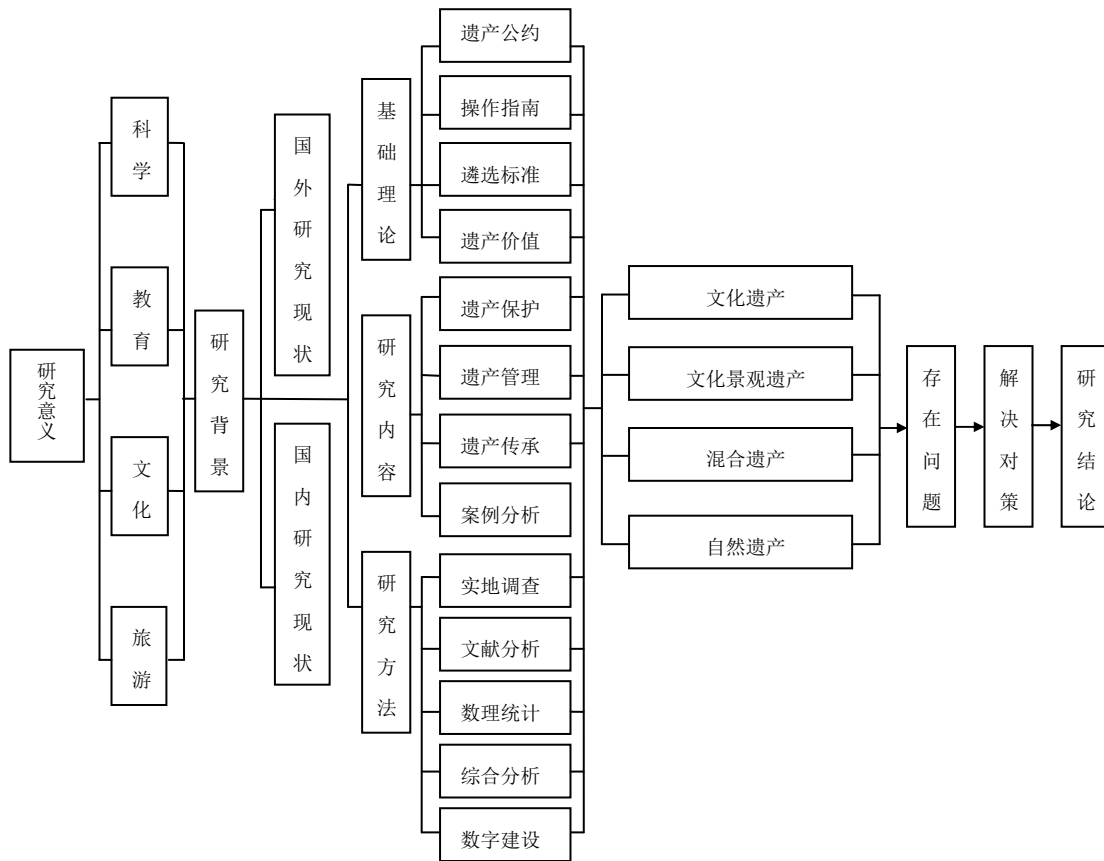 研究意义
科学
教育
文化
旅游
研究背景
国外研究现状
国内研究现状
基础理论
研究内容
研究方法
遗产公约
操作指南
遴选标准
遗产价值
遗产保护
遗产管理
遗产传承
案例分析
实地调查
文献分析
数理统计
综合分析
数字建设
文化遗产
文化景观遗产
混合遗产
自然遗产
存在问题
解决对策
研究结论